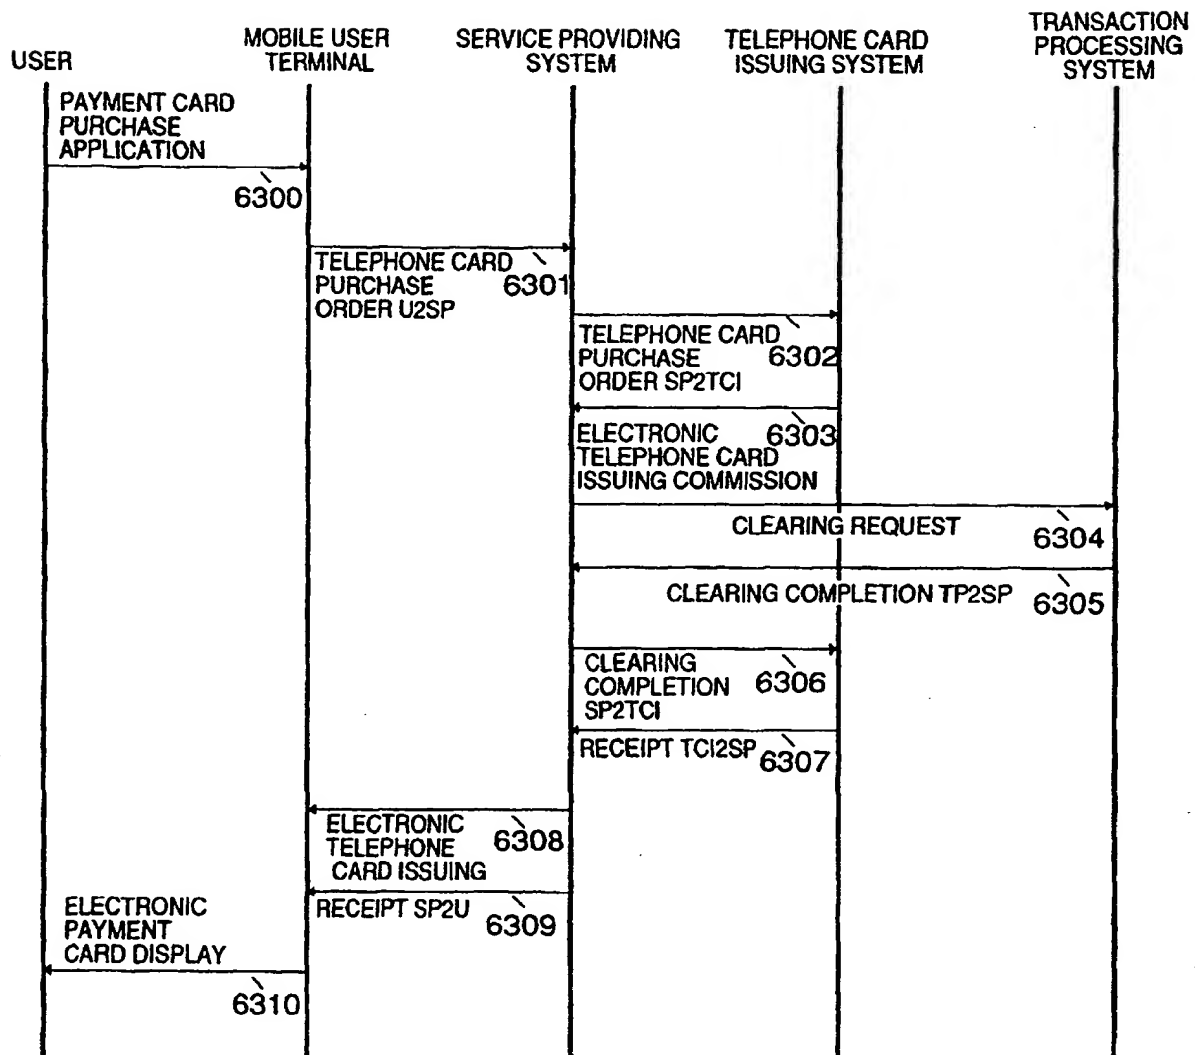 USER
MOBILE USER
TERMINAL
SERVICE PROVIDING
SYSTEM
TELEPHONE CARD
ISSUING SYSTEM
TRANSACTION
PROCESSING
SYSTEM
PAYMENT CARD
PURCHASE
APPLICATION
6300
TELEPHONE CARD
PURCHASE
ORDER U2SP
6301
TELEPHONE CARD
PURCHASE
ORDER SP2TCI
6302
ELECTRONIC
TELEPHONE CARD
ISSUING COMMISSION
6303
CLEARING REQUEST
6304
CLEARING COMPLETION TP2SP
6305
CLEARING
COMPLETION
SP2TCI
6306
RECEIPT TCI2SP
6307
ELECTRONIC
TELEPHONE
CARD ISSUING
6308
RECEIPT SP2U
6309
ELECTRONIC
PAYMENT
CARD DISPLAY
6310